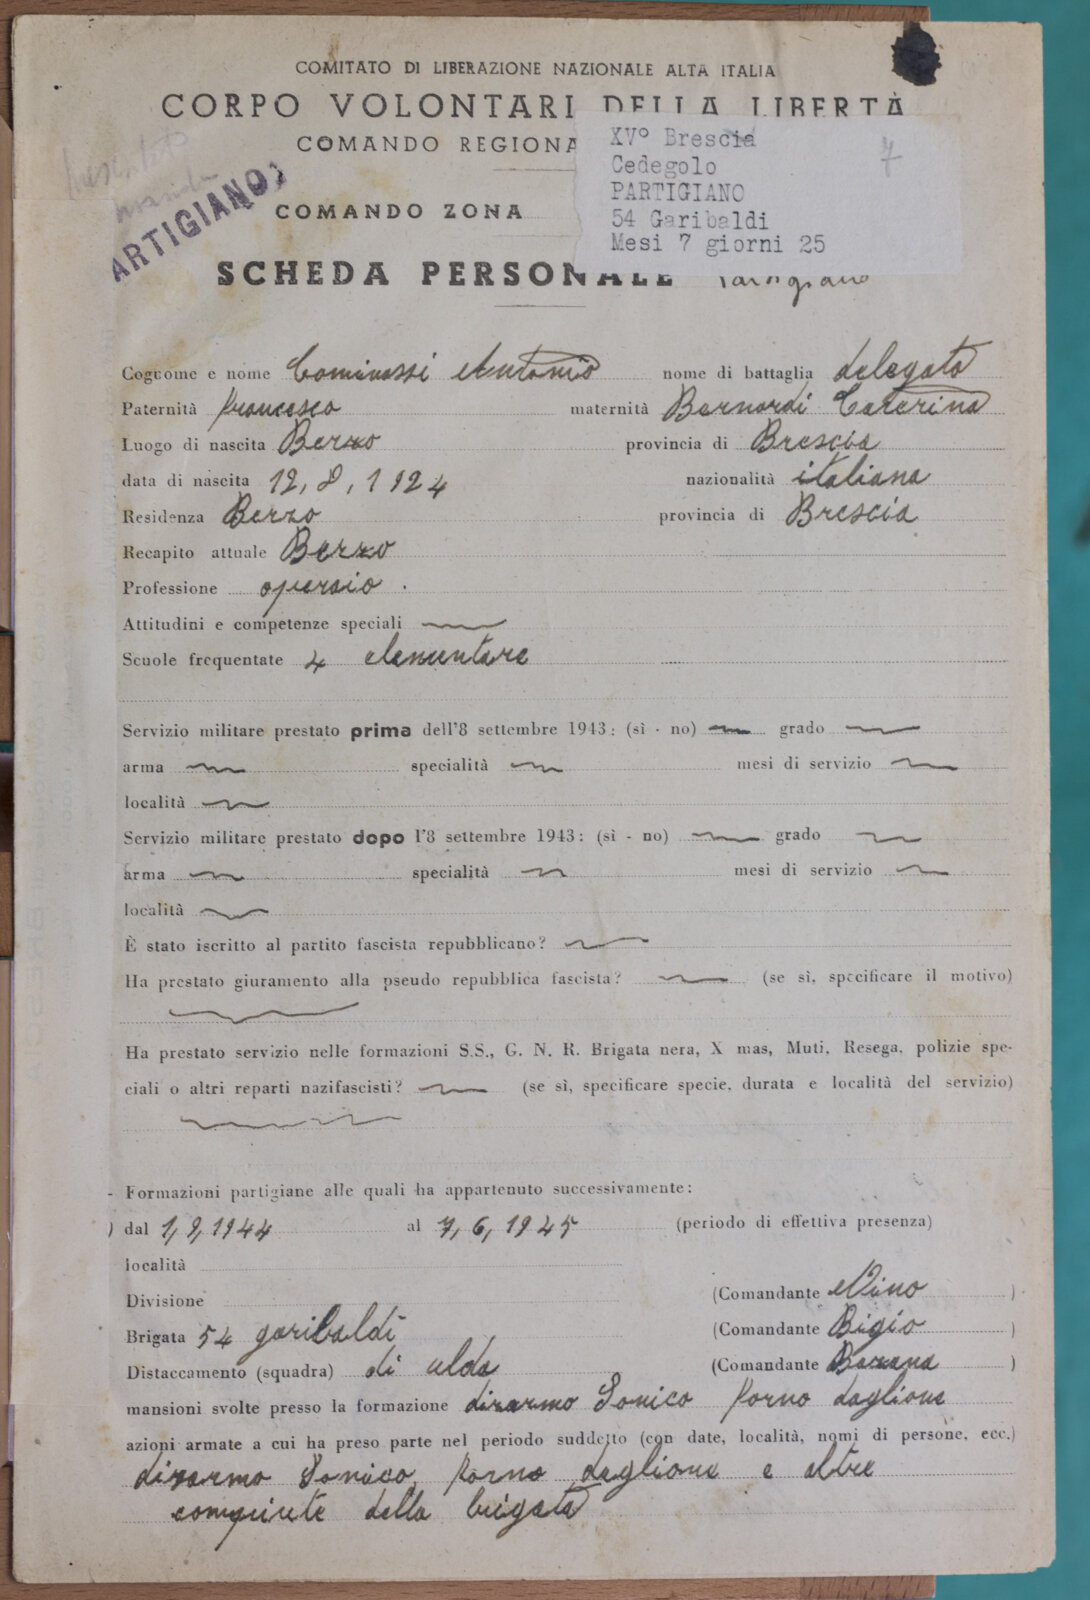 COMITATO DI LIBERAZIONE NAZIONALE ALTA ITALIA
CORPO VOLONTARI DELLA LIBERTÀ
COMANDO REGIONA
XV° Brescia
7
Cedegolo
PARTIGIANO
54 Garibaldi
Mesi 7 giorni 25
ARTIGIANO
COMANDO ZONA
SCHEDA PERSONALE Partigiano
Cognome e nome Cominassi Antonio nome di battaglia delegato
Paternità francesco maternità Bernardi Caterina
Luogo di nascita Berzo provincia di Brescia
data di nascita 12, 8, 1924 nazionalità italiana
Residenza Berzo provincia di Brescia
Recapito attuale Berzo
Professione operaio .
Attitudini e competenze speciali
Scuole frequentate 4 elementare
Servizio militare prestato prima dell'8 settembre 1943: (sì - no) grado
arma specialità mesi di servizio
località
Servizio militare prestato dopo l'8 settembre 1943: (sì - no) grado
arma specialità mesi di servizio
località
È stato iscritto al partito fascista repubblicano?
Ha prestato giuramento alla pseudo repubblica fascista? (se sì, specificare il motivo)
Ha prestato servizio nelle formazioni S.S., G. N. R. Brigata nera, X mas, Muti, Resega, polizie spe-
ciali o altri reparti nazifascisti? (se sì, specificare specie, durata e località del servizio)
- Formazioni partigiane alle quali ha appartenuto successivamente:
) dal 1, 9, 1944 al 7, 6, 1945 (periodo di effettiva presenza)
località
Divisione (Comandante Nino )
Brigata 54 garibaldi (Comandante Bigio )
Distaccamento (squadra) di alda (Comandante Bazana )
mansioni svolte presso la formazione disarmo Sonico forno daglione
azioni armate a cui ha preso parte nel periodo suddetto (con date, località, nomi di persone, ecc.)
disarmo Sonico, forno daglione e altre
compiute della brigata